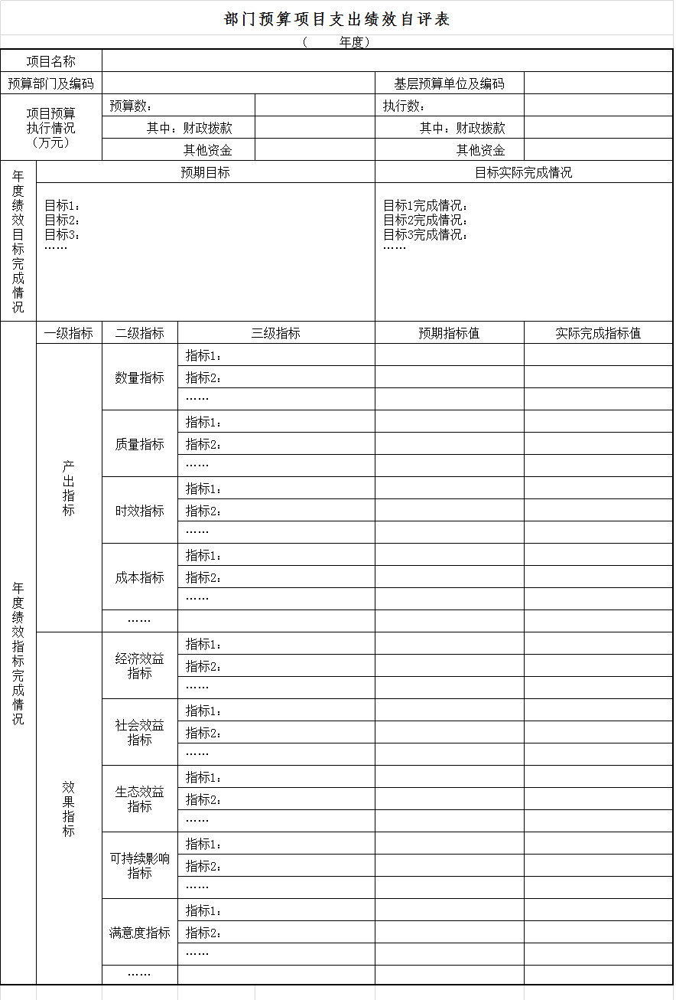 部门预算项目支出绩效自评表
（　　年度）
项目名称
预算部门及编码
基层预算单位及编码
项目预算
执行情况
（万元）
预算数：
执行数：
其中：财政拨款
其中：财政拨款
其他资金
其他资金
年度绩效目标完成情况
预期目标
目标实际完成情况
目标1：
目标2：
目标3：
……
目标1完成情况：
目标2完成情况：
目标3完成情况：
……
年度绩效指标完成情况
一级指标
二级指标
三级指标
预期指标值
实际完成指标值
产出指标
数量指标
指标1：
指标2：
……
质量指标
指标1：
指标2：
……
时效指标
指标1：
指标2：
……
成本指标
指标1：
指标2：
……
……
效果指标
经济效益
指标
指标1：
指标2：
……
社会效益
指标
指标1：
指标2：
……
生态效益
指标
指标1：
指标2：
……
可持续影响
指标
指标1：
指标2：
……
满意度指标
指标1：
指标2：
……
……